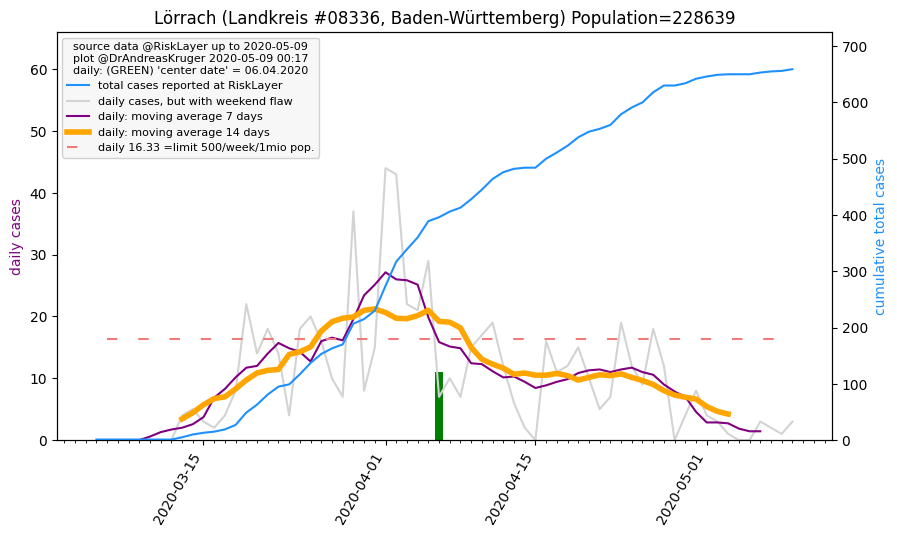 Lörrach (Landkreis #08336, Baden-Württemberg) Population=228639
source data @RiskLayer up to 2020-05-09
plot @DrAndreasKruger 2020-05-09 00:17
daily: (GREEN) 'center date' = 06.04.2020
total cases reported at RiskLayer
daily cases, but with weekend flaw
daily: moving average 7 days
daily: moving average 14 days
daily 16.33 =limit 500/week/1mio pop.
daily cases
60
50
40
30
20
10
0
700
600
500
400
300
200
100
0
cumulative total cases
2020-03-15
2020-04-01
2020-04-15
2020-05-01